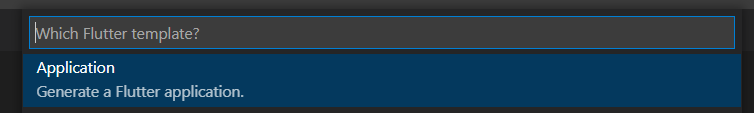 Which Flutter template?
Application
Generate a Flutter application.